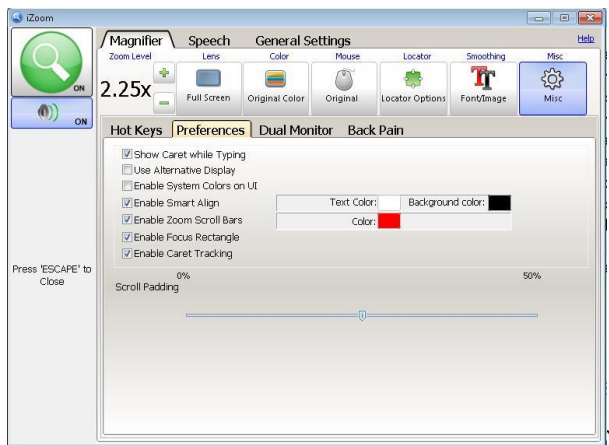 iZoom
Magnifier Speech General Settings Help
Zoom Level Lens Color Mouse Locator Smoothing Misc
2.25x Full Screen Original Color Original Locator Options Font/Image Misc
ON
ON
Hot Keys Preferences Dual Monitor Back Pain
Show Caret while Typing
Use Alternative Display
Enable System Colors on UI
Enable Smart Align Text Color: Background color:
Enable Zoom Scroll Bars Color:
Enable Focus Rectangle
Enable Caret Tracking
Press 'ESCAPE' to
Close
0% 50%
Scroll Padding